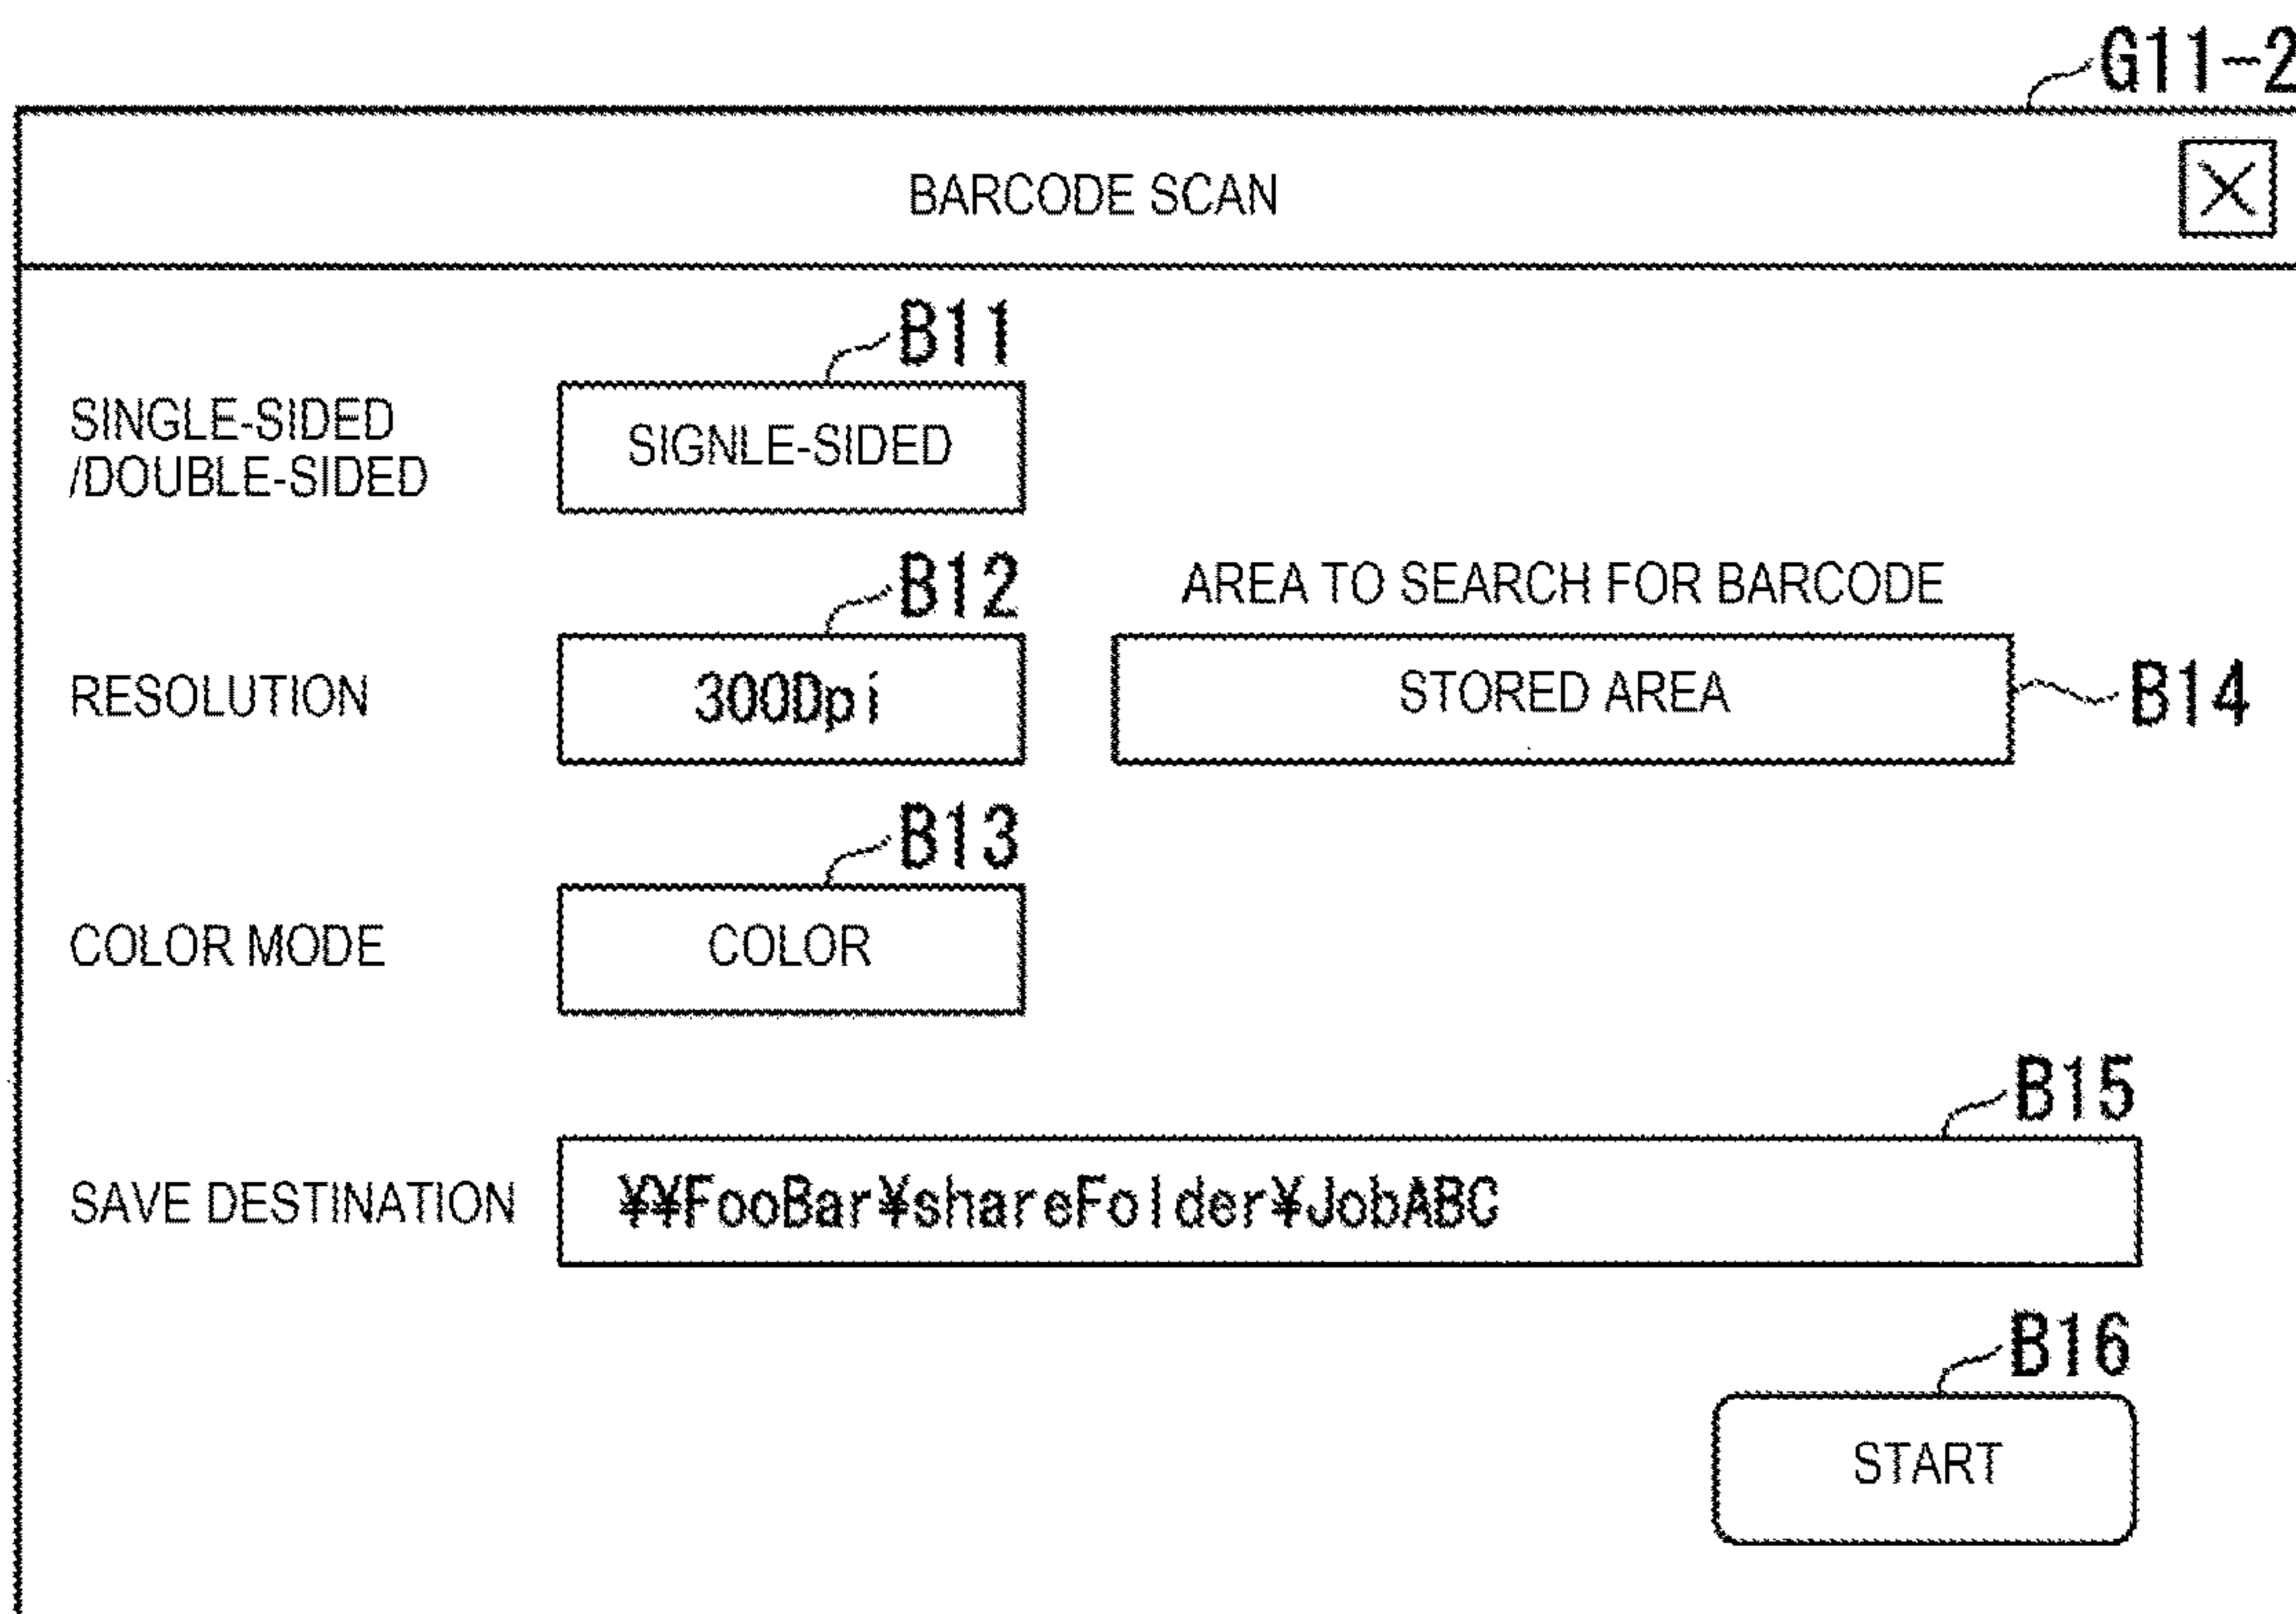 G11-2
BARCODE SCAN
B11
SINGLE-SIDED
/DOUBLE-SIDED
SIGNLE-SIDED
B12
AREA TO SEARCH FOR BARCODE
RESOLUTION
300Dpi
STORED AREA
B14
B13
COLOR MODE
COLOR
B15
SAVE DESTINATION
¥¥FooBar¥shareFolder¥JobABC
B16
START